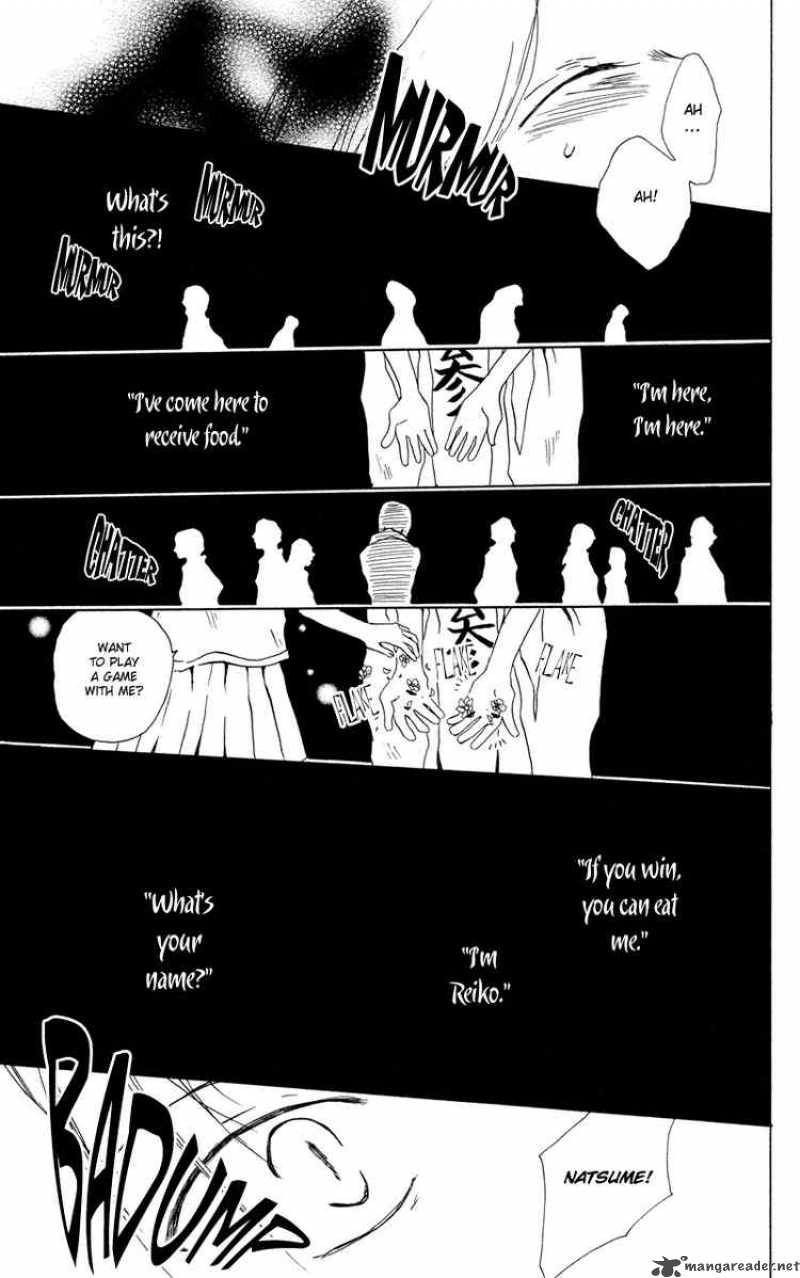 AH
...
AH!
MURMUR
MURMUR
What's
this?!
MURMUR
"I'm here,
I'm here."
参
"I've come here to
receive food."
CHATTER
CHATTER
参
FLAKE
FLAKE
FLAKE
WANT
TO PLAY
A GAME
WITH ME?
"If you win,
you can eat
me."
"I'm
Reiko."
"What's
your
name?"
NATSUME!
BADUMP
mangareader.net